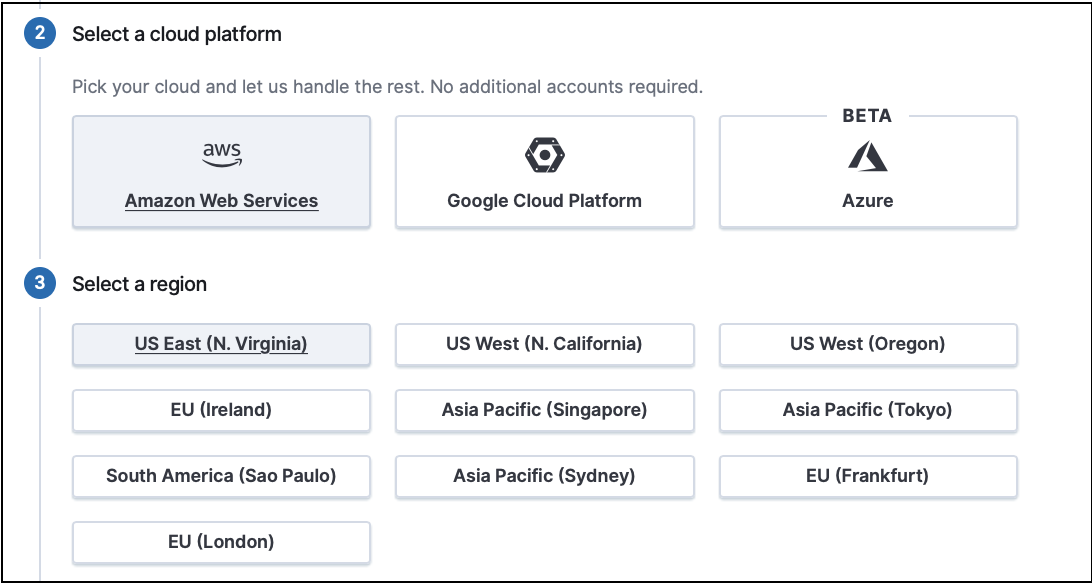 2 Select a cloud platform
Pick your cloud and let us handle the rest. No additional accounts required.
BETA
aws
Amazon Web Services
Google Cloud Platform
Azure
3 Select a region
US East (N. Virginia)
US West (N. California)
US West (Oregon)
EU (Ireland)
Asia Pacific (Singapore)
Asia Pacific (Tokyo)
South America (Sao Paulo)
Asia Pacific (Sydney)
EU (Frankfurt)
EU (London)